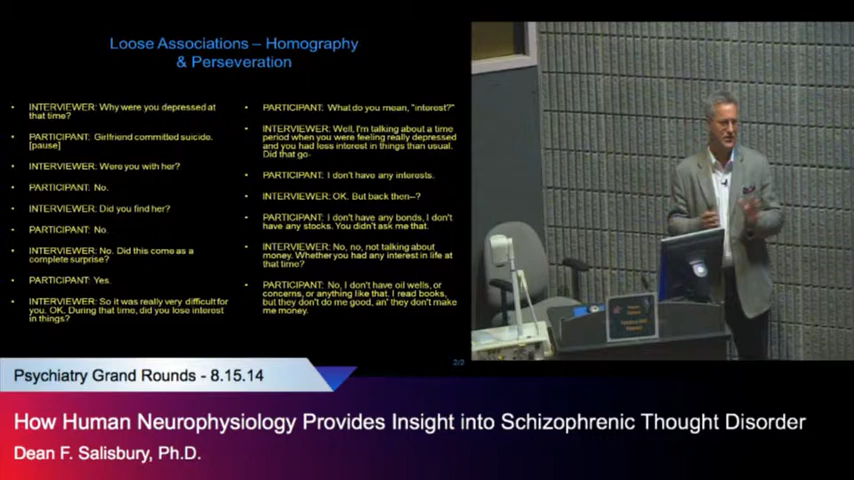 Loose Associations – Homography
& Perseveration
• INTERVIEWER: Why were you depressed at
that time?
• PARTICIPANT: Girlfriend committed suicide.
[pause]
• INTERVIEWER: Were you with her?
• PARTICIPANT: No.
• INTERVIEWER: Did you find her?
• PARTICIPANT: No.
• INTERVIEWER: No. Did this come as a
complete surprise?
• PARTICIPANT: Yes.
• INTERVIEWER: So it was really very difficult for
you. OK. During that time, did you lose interest
in things?
• PARTICIPANT: What do you mean, "interest?"
• INTERVIEWER: Well, I'm talking about a time
period when you were feeling really depressed
and you had less interest in things than usual.
Did that go-
• PARTICIPANT: I don't have any interests.
• INTERVIEWER: OK. But back then--?
• PARTICIPANT: I don't have any bonds, I don't
have any stocks. You didn't ask me that.
• INTERVIEWER: No, no, not talking about
money. Whether you had any interest in life at
that time?
• PARTICIPANT: No, I don't have oil wells, or
concerns, or anything like that. I read books,
but they don't do me good, an' they don't make
me money.
2/2
Psychiatry Grand Rounds - 8.15.14
How Human Neurophysiology Provides Insight into Schizophrenic Thought Disorder
Dean F. Salisbury, Ph.D.